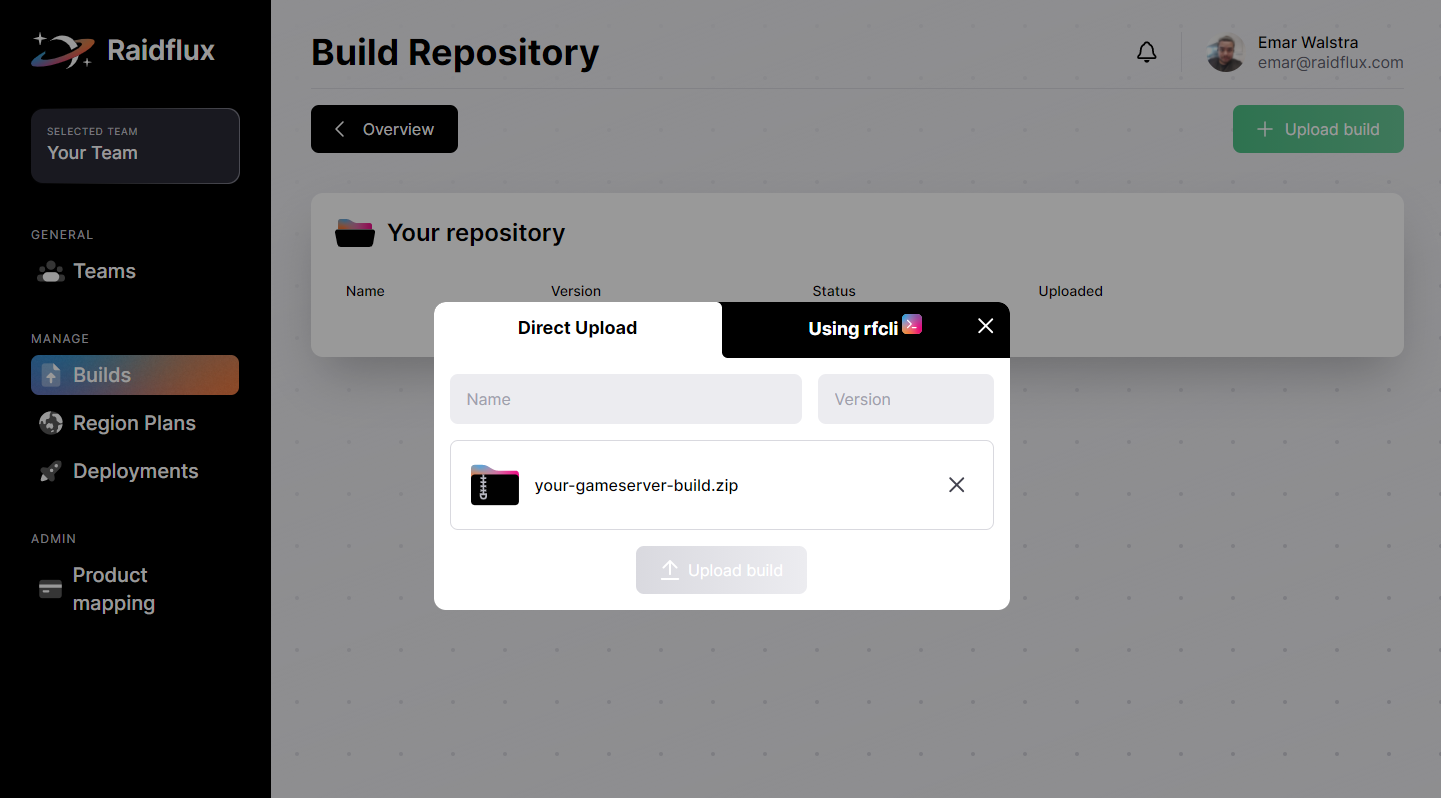 Raidflux
SELECTED TEAM
Your Team
GENERAL
Teams
MANAGE
Builds
Region Plans
Deployments
ADMIN
Product
mapping
Build Repository
Emar Walstra
emar@raidflux.com
Overview
Upload build
Your repository
Name Version Status Uploaded
Direct Upload
Using rfcli
Name
Version
your-gameserver-build.zip
Upload build